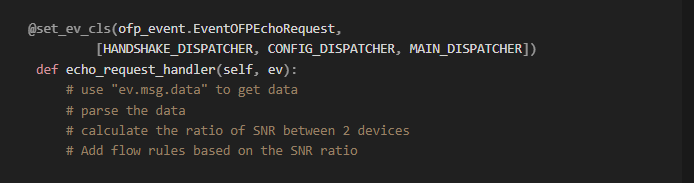 @set_ev_cls(ofp_event.EventOFPEchoRequest,
[HANDSHAKE_DISPATCHER, CONFIG_DISPATCHER, MAIN_DISPATCHER])
def echo_request_handler(self, ev):
# use "ev.msg.data" to get data
# parse the data
# calculate the ratio of SNR between 2 devices
# Add flow rules based on the SNR ratio